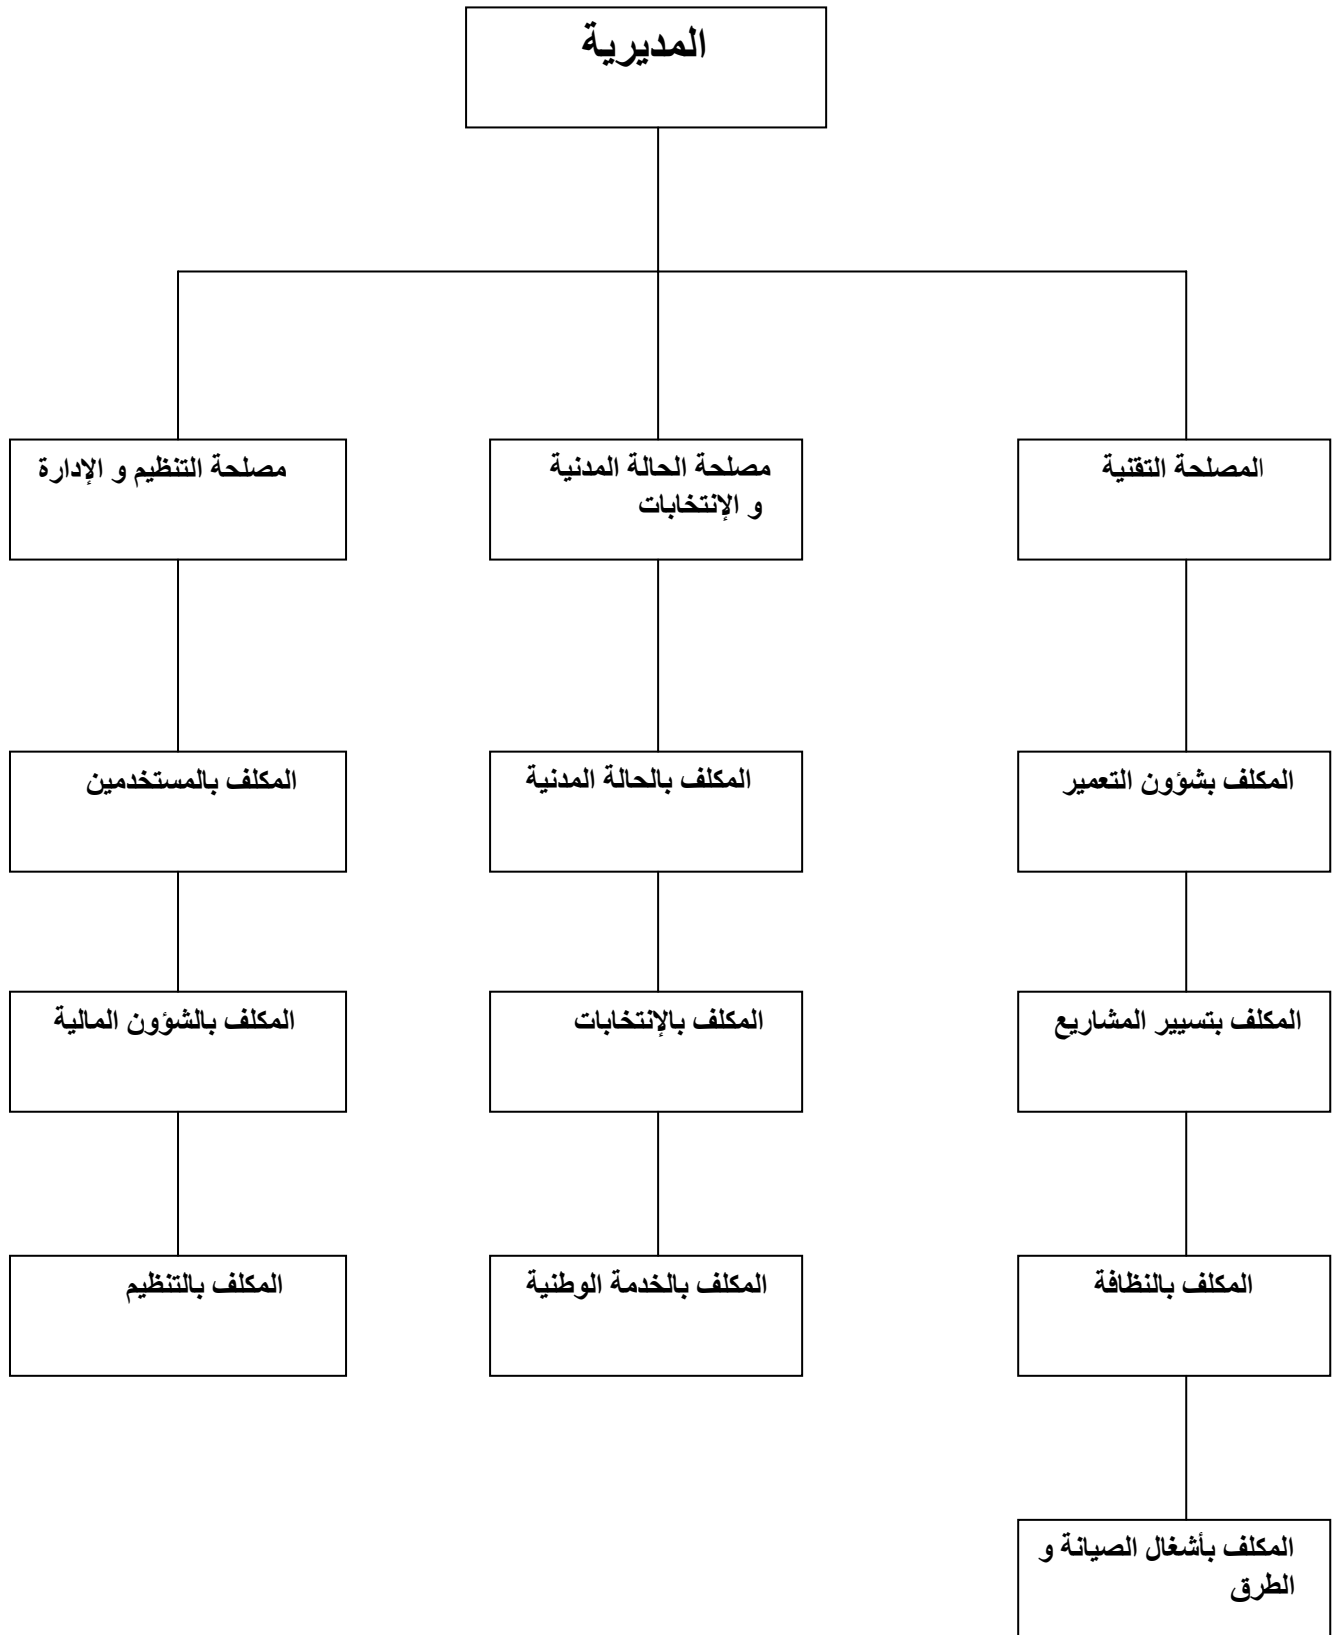 المديرية
المصلحة التقنية
مصلحة الحالة المدنية
و الإنتخابات
مصلحة التنظيم و الإدارة
المكلف بشؤون التعمير
المكلف بالحالة المدنية
المكلف بالمستخدمين
المكلف بتسيير المشاريع
المكلف بالإنتخابات
المكلف بالشؤون المالية
المكلف بالنظافة
المكلف بالخدمة الوطنية
المكلف بالتنظيم
المكلف بأشغال الصيانة و
الطرق